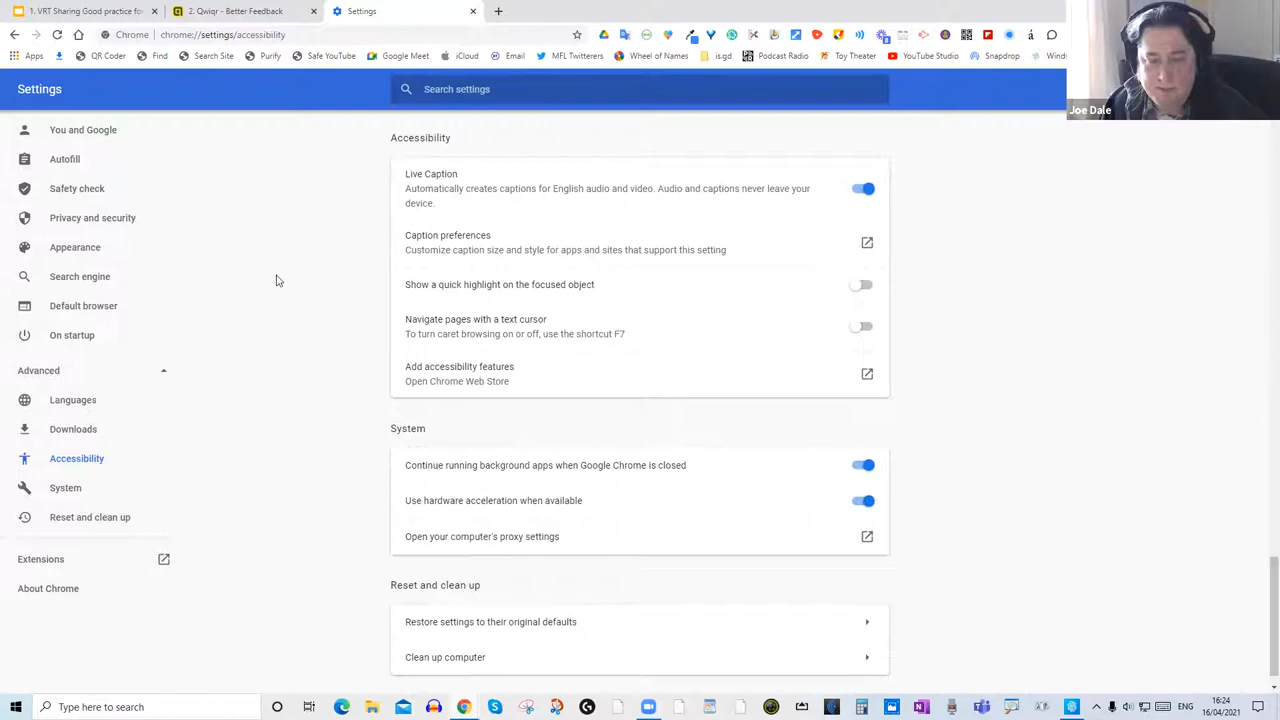 1. VRT Sharing Good practice for
2. Qwiqr - Better Feedback
Settings
Chrome | chrome://settings/accessibility
Apps
QR Coder
Find
Search Site
Propfinder
Safe YouTube
Google Meet
iCloud
Email
MFL Twitterers
Wheel of Names
is.gd
Podcast Radio
Toy Theater
YouTube Studio
Snapdrop
Joe Dale
Settings
Search settings
You and Google
Autofill
Safety check
Privacy and security
Appearance
Search engine
Default browser
On startup
Advanced
Languages
Downloads
Accessibility
System
Reset and clean up
Extensions
About Chrome
Accessibility
Live Caption
Automatically creates captions for English audio and video. Audio and captions never leave your
device.
Caption preferences
Customize caption size and style for apps and sites that support this setting
Show a quick highlight on the focused object
Navigate pages with a text cursor
To turn caret browsing on or off, use the shortcut F7
Add accessibility features
Open Chrome Web Store
System
Continue running background apps when Google Chrome is closed
Use hardware acceleration when available
Open your computer's proxy settings
Reset and clean up
Restore settings to their original defaults
Clean up computer
Type here to search
ENG
16:24
16/04/2021